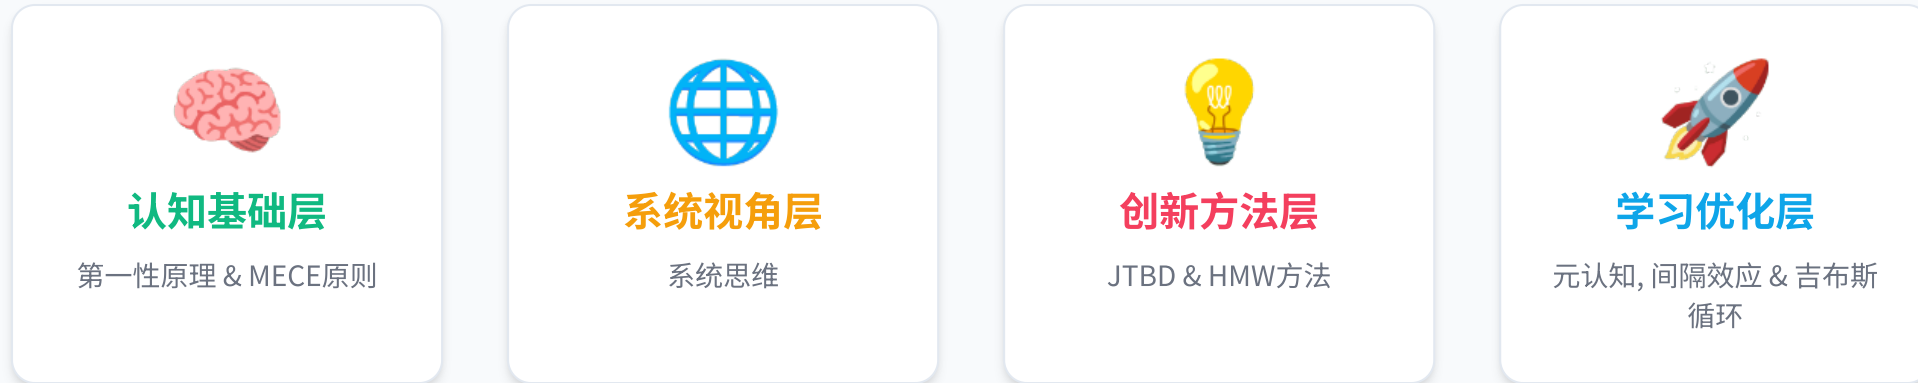 认知基础层
第一性原理 & MECE原则
系统视角层
系统思维
创新方法层
JTBD & HMW方法
学习优化层
元认知, 间隔效应 & 吉布斯
循环